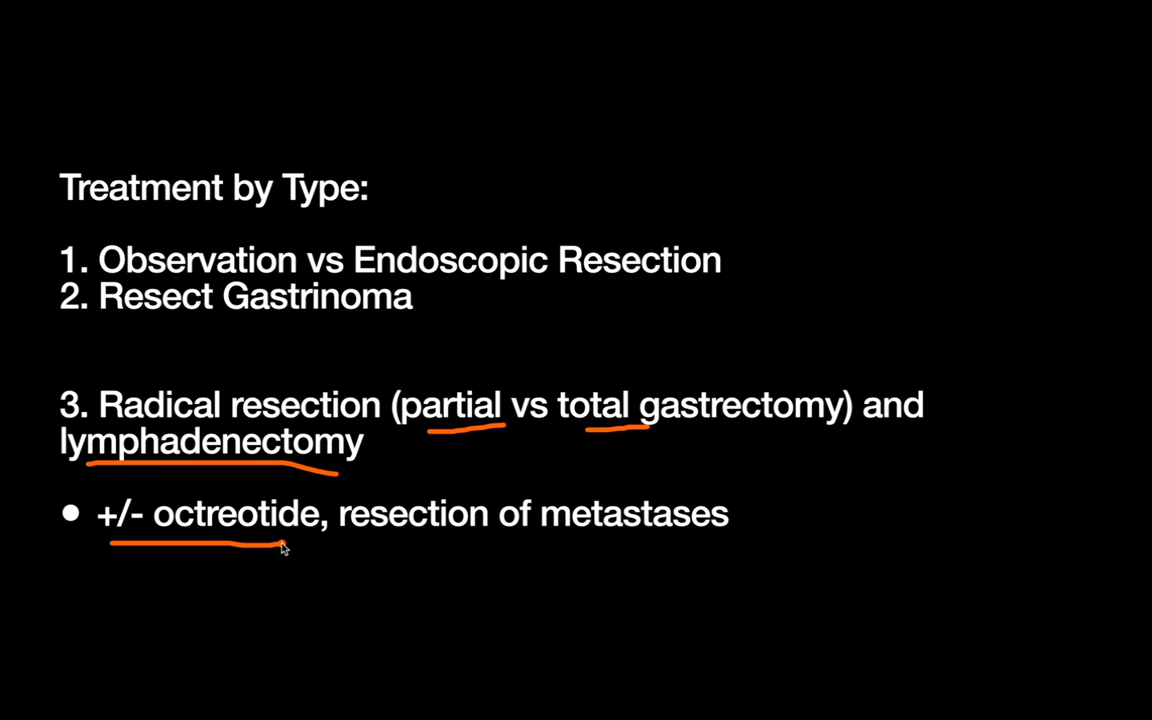 Treatment by Type:
1. Observation vs Endoscopic Resection
2. Resect Gastrinoma
3. Radical resection (partial vs total gastrectomy) and
lymphadenectomy
• +/- octreotide, resection of metastases